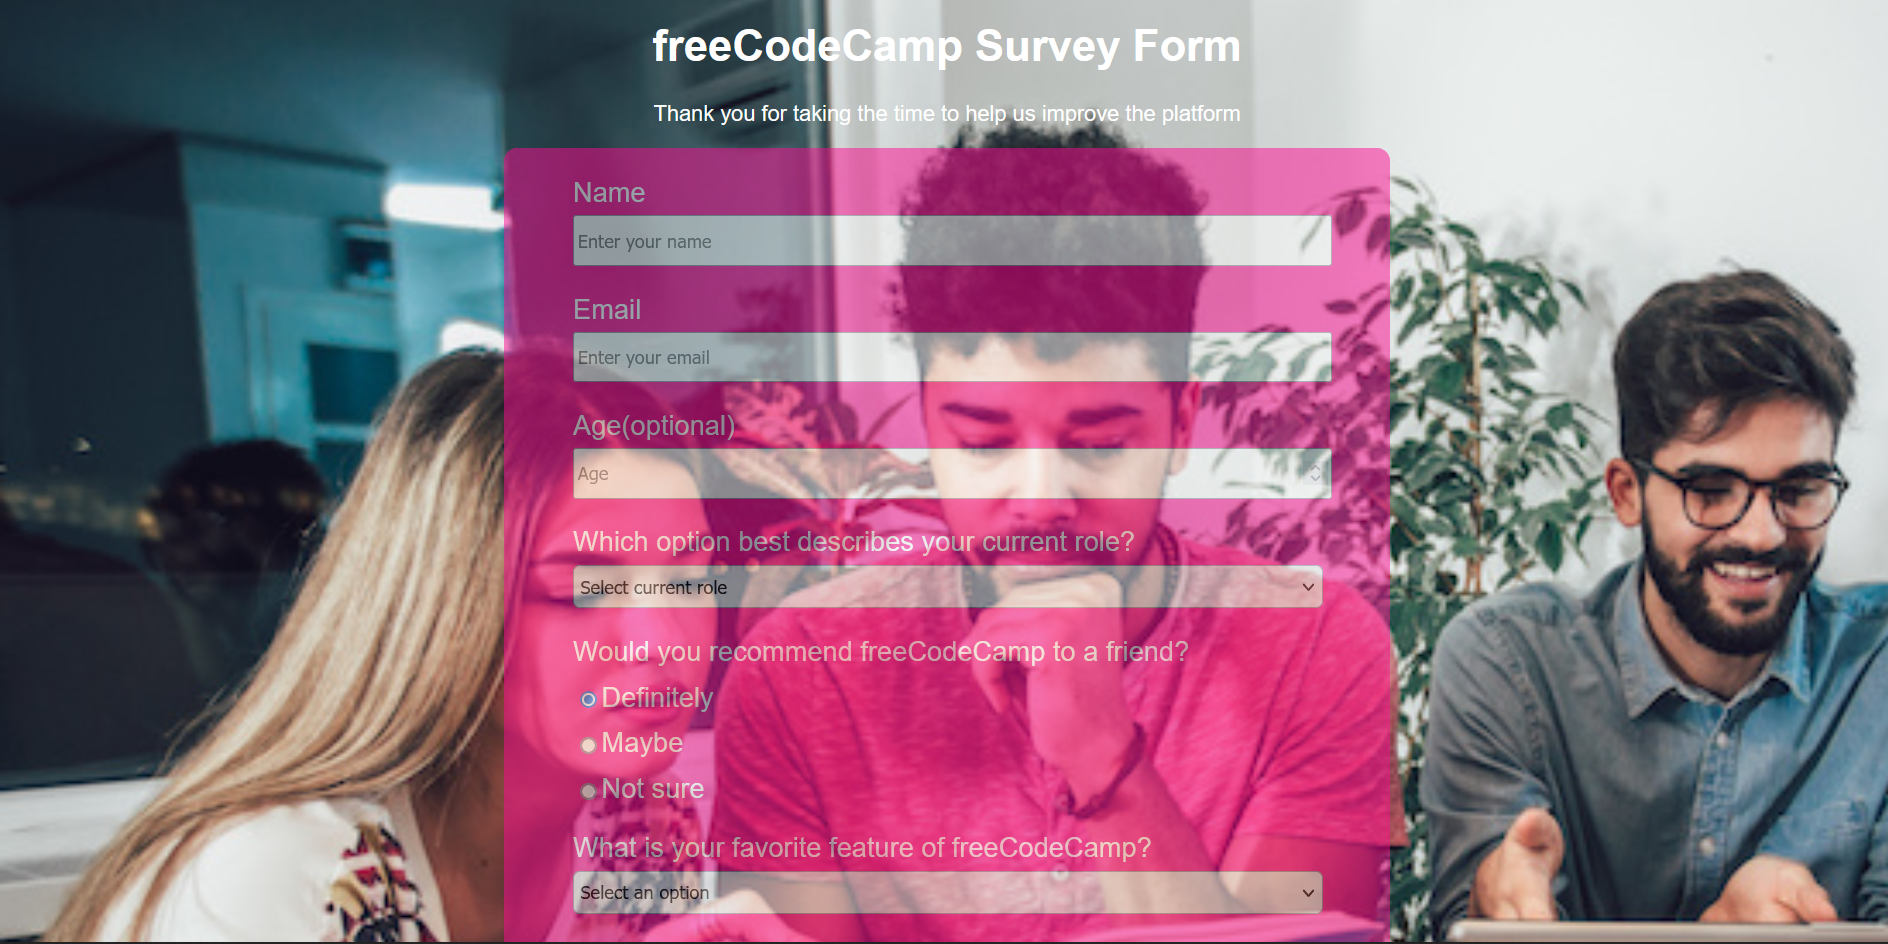 freeCodeCamp Survey Form
Thank you for taking the time to help us improve the platform
Name
Enter your name
Email
Enter your email
Age(optional)
Age
Which option best describes your current role?
Select current role
Would you recommend freeCodeCamp to a friend?
Definitely
Maybe
Not sure
What is your favorite feature of freeCodeCamp?
Select an option